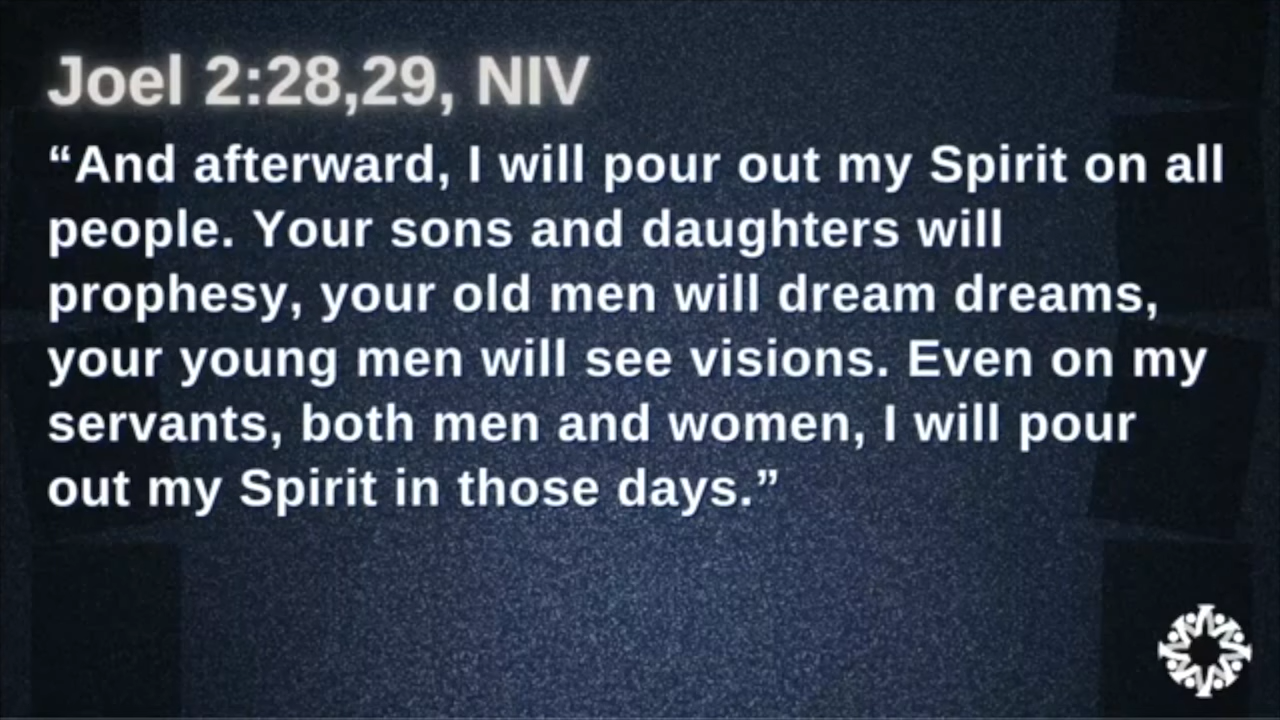 Joel 2:28,29, NIV
“And afterward, I will pour out my Spirit on all
people. Your sons and daughters will
prophesy, your old men will dream dreams,
your young men will see visions. Even on my
servants, both men and women, I will pour
out my Spirit in those days.”